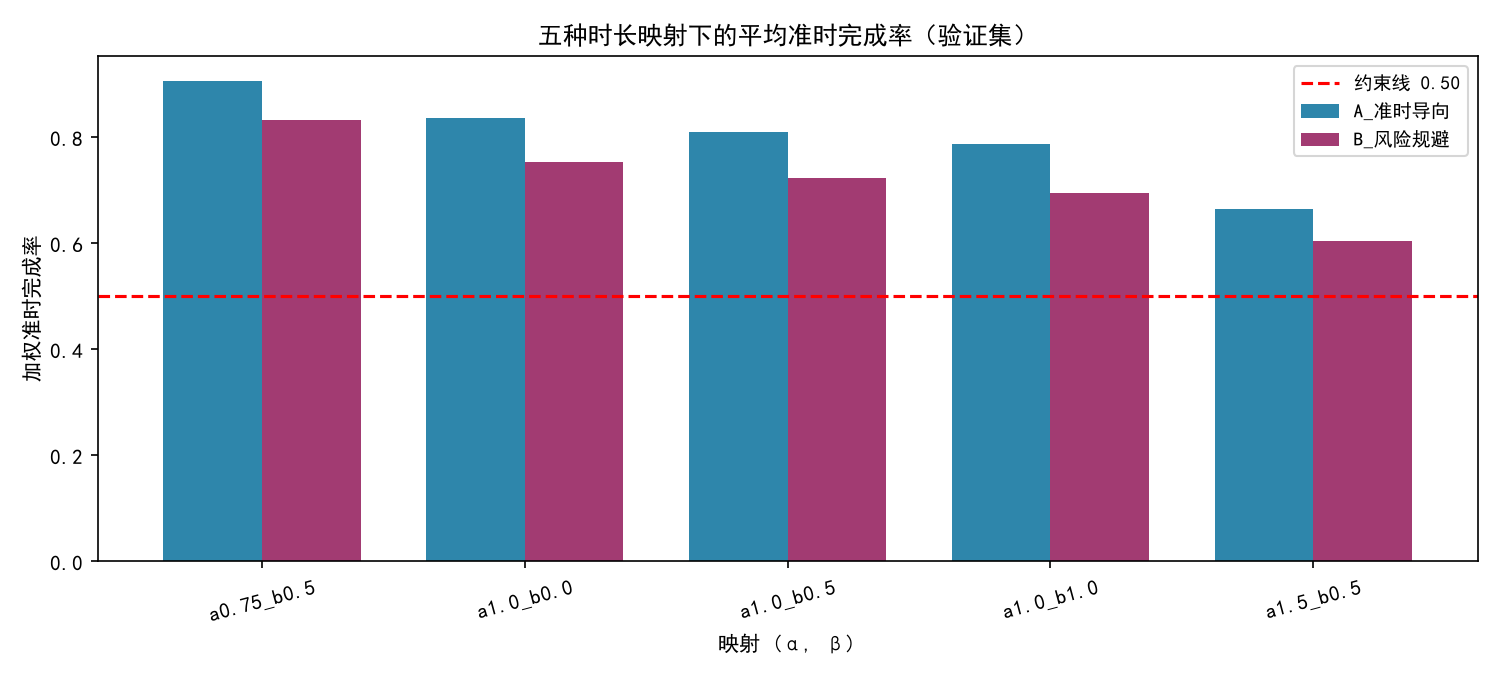 五种时长映射下的平均准时完成率（验证集）
约束线 0.50
A_准时导向
B_风险规避
加权准时完成率
0.8
0.6
0.4
0.2
0.0
a0.75_b0.5
a1.0_b0.0
a1.0_b0.5
a1.0_b1.0
a1.5_b0.5
映射（α, β）